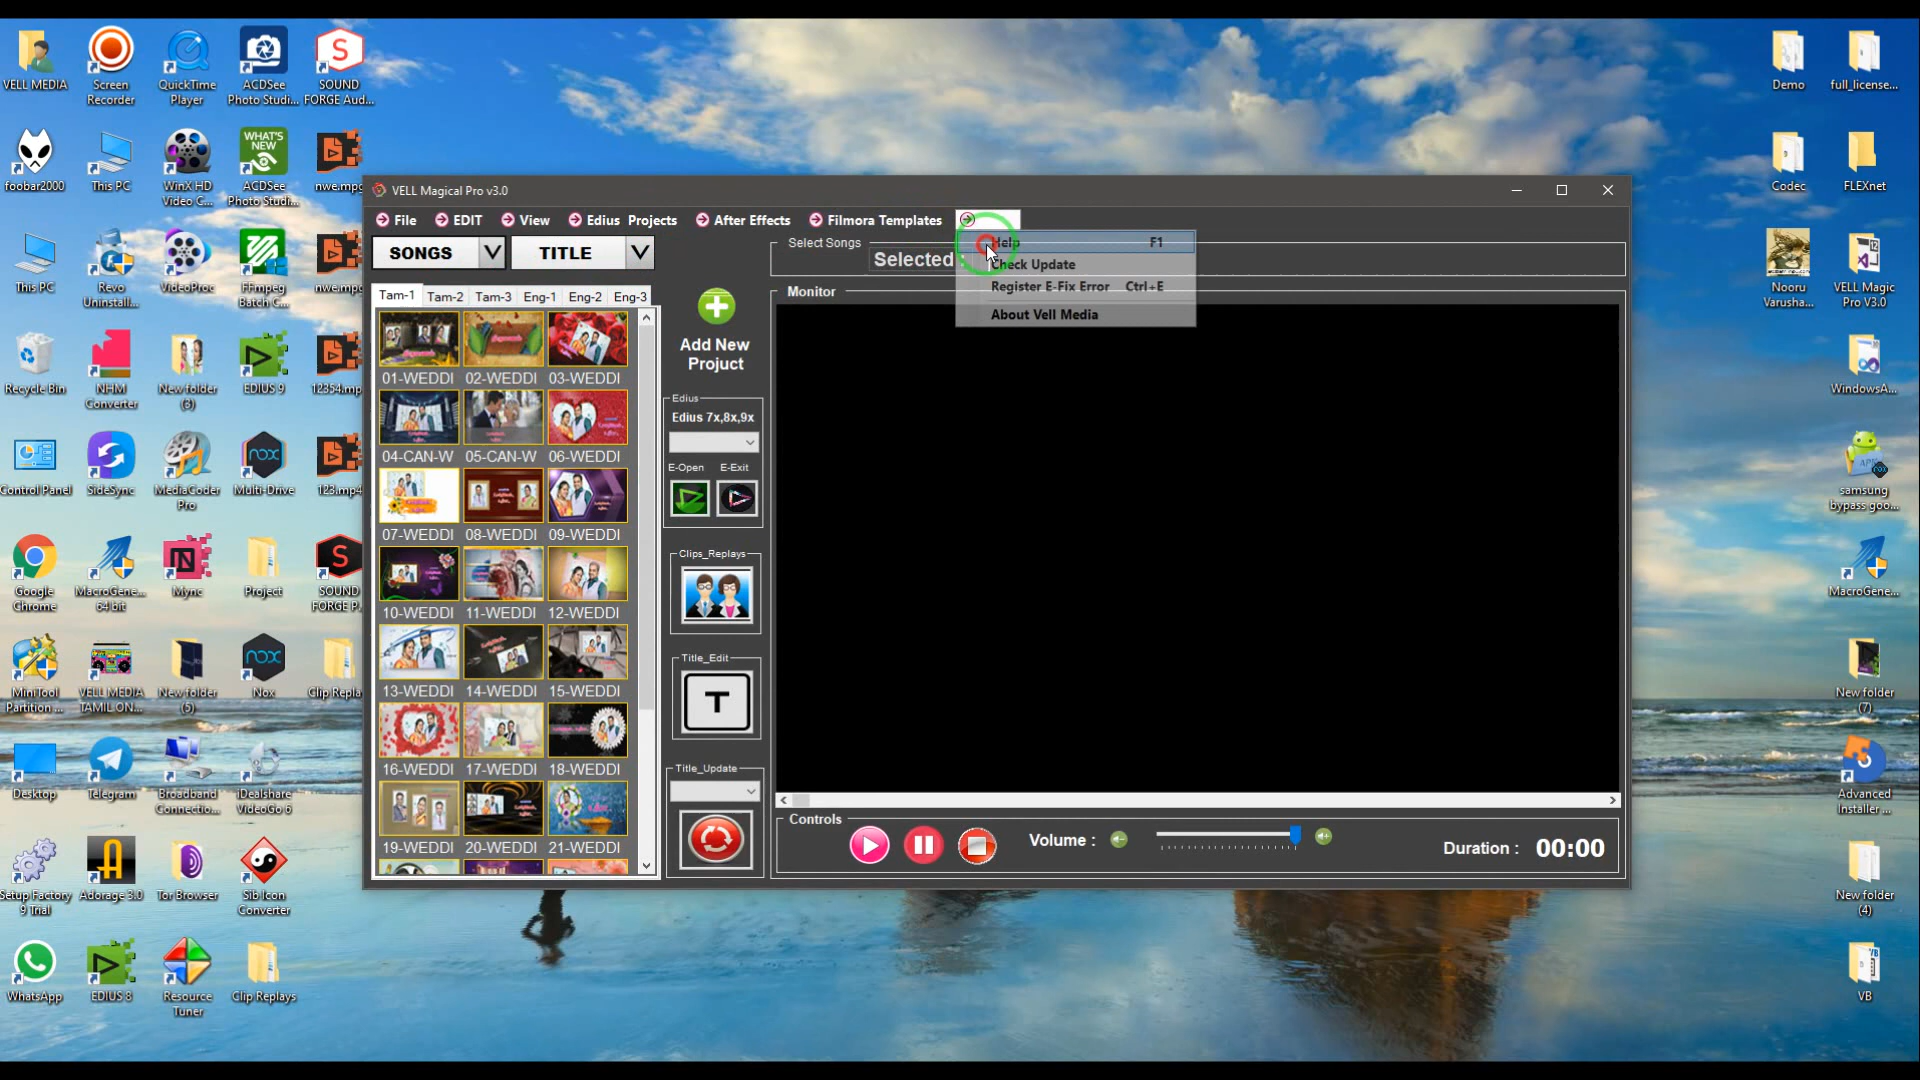 VELL MEDIA
Screen
Recorder
QuickTime
Player
ACDSee
Photo Studi...
SOUND
FORGE Aud...
WHAT'S
NEW
foobar2000
This PC
WinX HD
Video C...
ACDSee
Photo Studi...
nwe.mpg
This PC
Revo
Uninstall...
VideoProc
FFmpeg
Batch C...
nwe.mpg
Recycle Bin
NHM
Converter
New folder
(3)
EDIUS 9
12354.mp
Control Panel
SideSync
MediaCoder
Pro
nox
Multi-Drive
123.mp4
Google
Chrome
MacroGene...
64 bit
Mync
Project
SOUND
FORGE P.
MiniTool
Partition ...
VELL MEDIA
TAMIL ON...
New folder
(5)
nox
Nox
Clip Repla
Desktop
Telegram
Broadband
Connectio...
iDealshare
VideoGo 6
Setup Factory
9 Trial
Adorage 3.0
Tor Browser
Sib Icon
Converter
WhatsApp
EDIUS 8
Resource
Tuner
Clip Replays
VELL Magical Pro v3.0
File EDIT View Edius Projects After Effects Filmora Templates
SONGS V TITLE V
Tam-1 Tam-2 Tam-3 Eng-1 Eng-2 Eng-3
01-WEDDI 02-WEDDI 03-WEDDI
04-CAN-W 05-CAN-W 06-WEDDI
07-WEDDI 08-WEDDI 09-WEDDI
10-WEDDI 11-WEDDI 12-WEDDI
13-WEDDI 14-WEDDI 15-WEDDI
16-WEDDI 17-WEDDI 18-WEDDI
19-WEDDI 20-WEDDI 21-WEDDI
Add New
Projuct
Edius
Edius 7x,8x,9x
E-Open E-Exit
Clips_Replays
Title_Edit
T
Title_Update
Select Songs
Selected
Help F1
Check Update
Register E-Fix Error Ctrl+E
About Vell Media
Monitor
Controls
Volume :
Duration : 00:00
Demo
full_license...
Codec
FLEXnet
Nooru
Varusha...
VELL Magic
Pro V3.0
WindowsA...
samsung
bypass goo...
MacroGene...
New folder
(7)
Advanced
Installer ...
New folder
(4)
VB